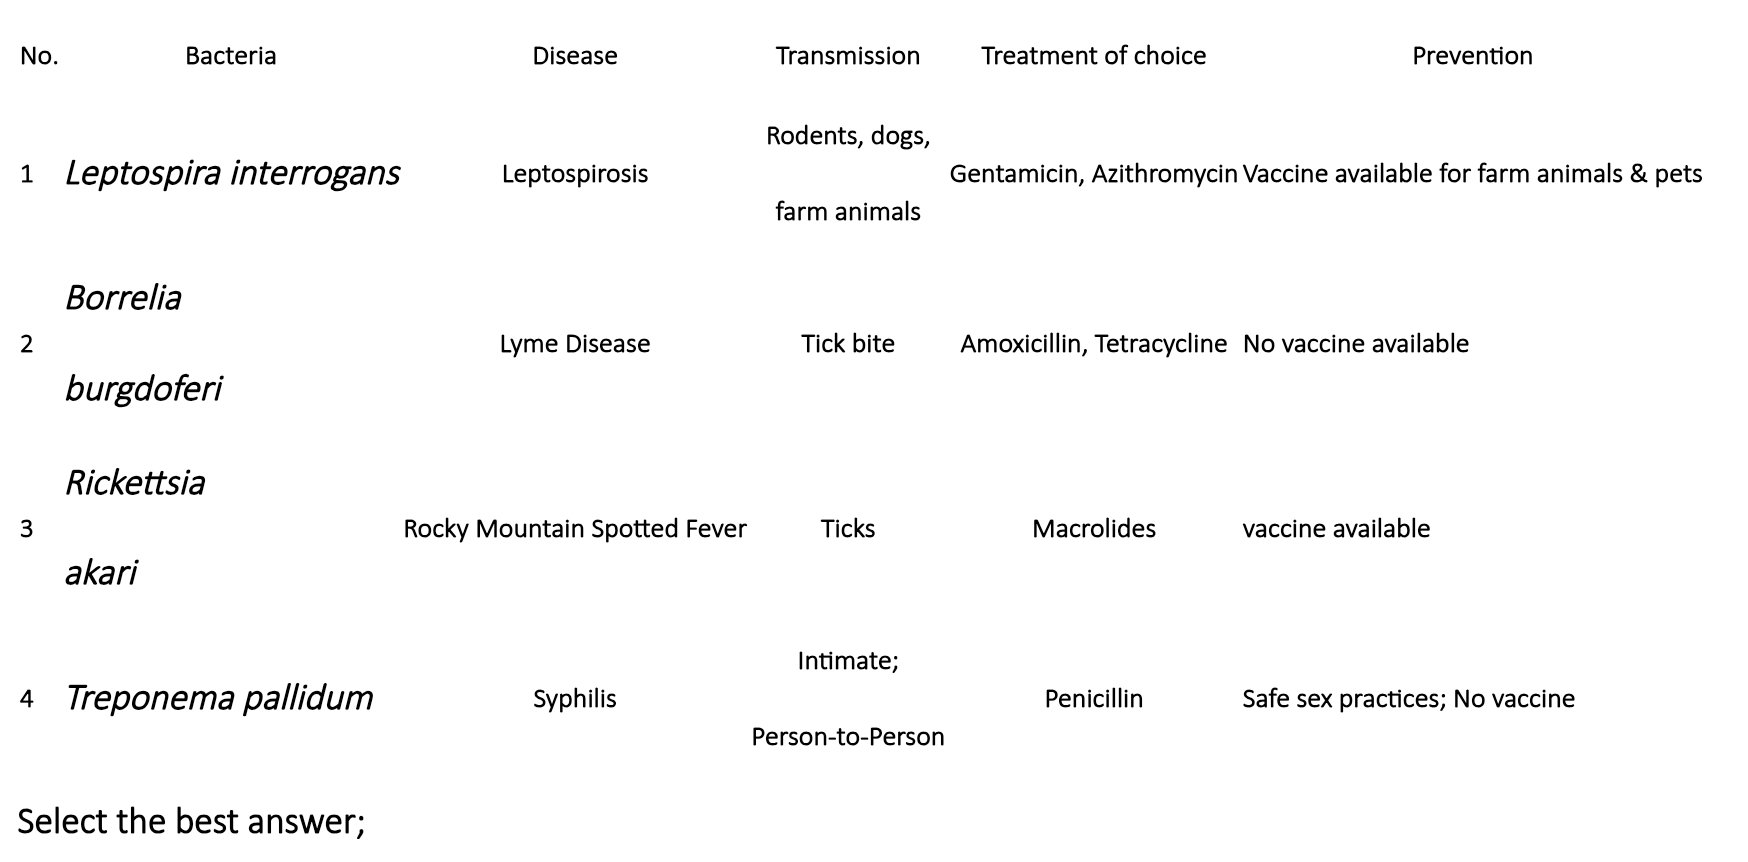 No. Bacteria Disease Transmission Treatment of choice Prevention
1 Leptospira interrogans Leptospirosis Rodents, dogs, farm animals Gentamicin, Azithromycin Vaccine available for farm animals & pets
2 Borrelia burgdoferi Lyme Disease Tick bite Amoxicillin, Tetracycline No vaccine available
3 Rickettsia akari Rocky Mountain Spotted Fever Ticks Macrolides vaccine available
4 Treponema pallidum Syphilis Intimate; Person-to-Person Penicillin Safe sex practices; No vaccine
Select the best answer;